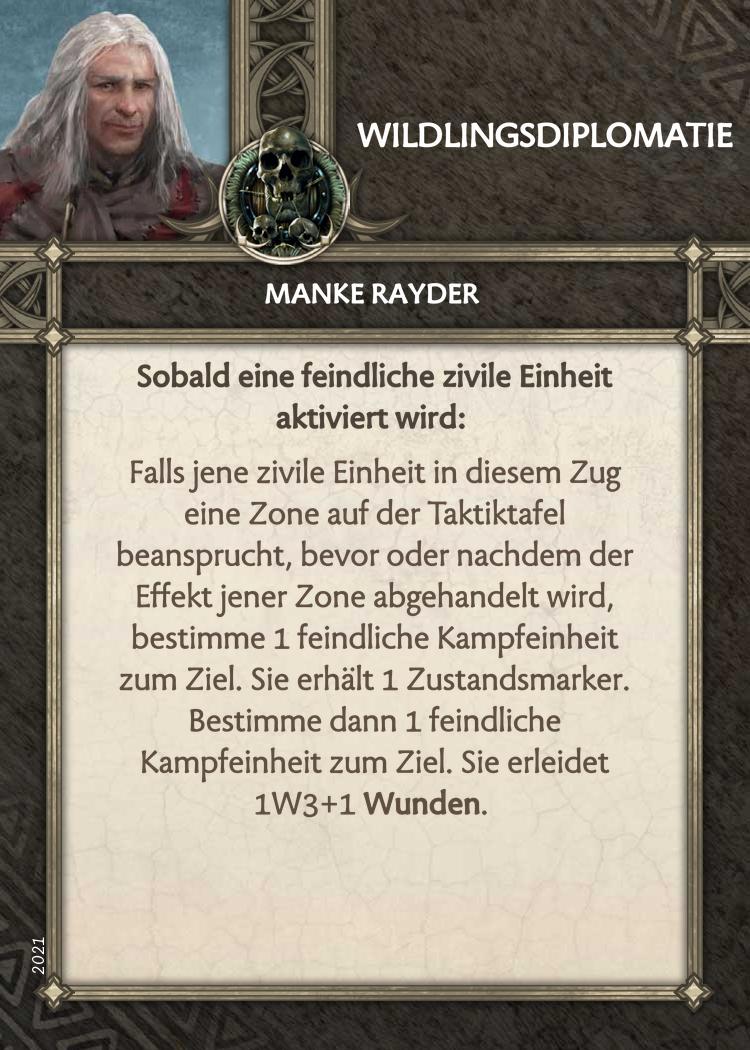 WILDLINGSDIPLOMATIE
MANKE RAYDER
Sobald eine feindliche zivile Einheit
aktiviert wird:
Falls jene zivile Einheit in diesem Zug
eine Zone auf der Taktiktafel
beansprucht, bevor oder nachdem der
Effekt jener Zone abgehandelt wird,
bestimme 1 feindliche Kampfeinheit
zum Ziel. Sie erhält 1 Zustandsmarker.
Bestimme dann 1 feindliche
Kampfeinheit zum Ziel. Sie erleidet
1W3+1 Wunden.
2021